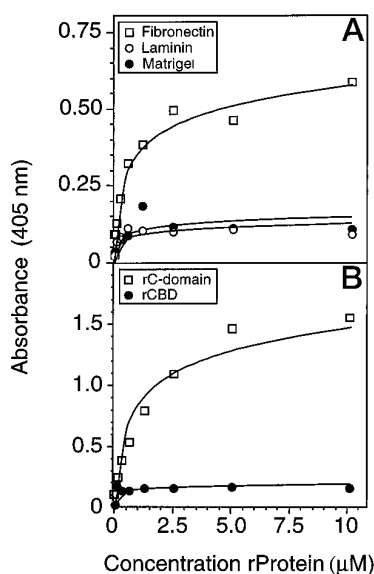 0.75
A
Fibronectin
Laminin
Matrigel
0.50
0.25
0
Absorbance (405 nm)
B
rC-domain
rCBD
1.5
1.0
0.5
0
0 2.5 5.0 7.5 10
Concentration rProtein (μM)